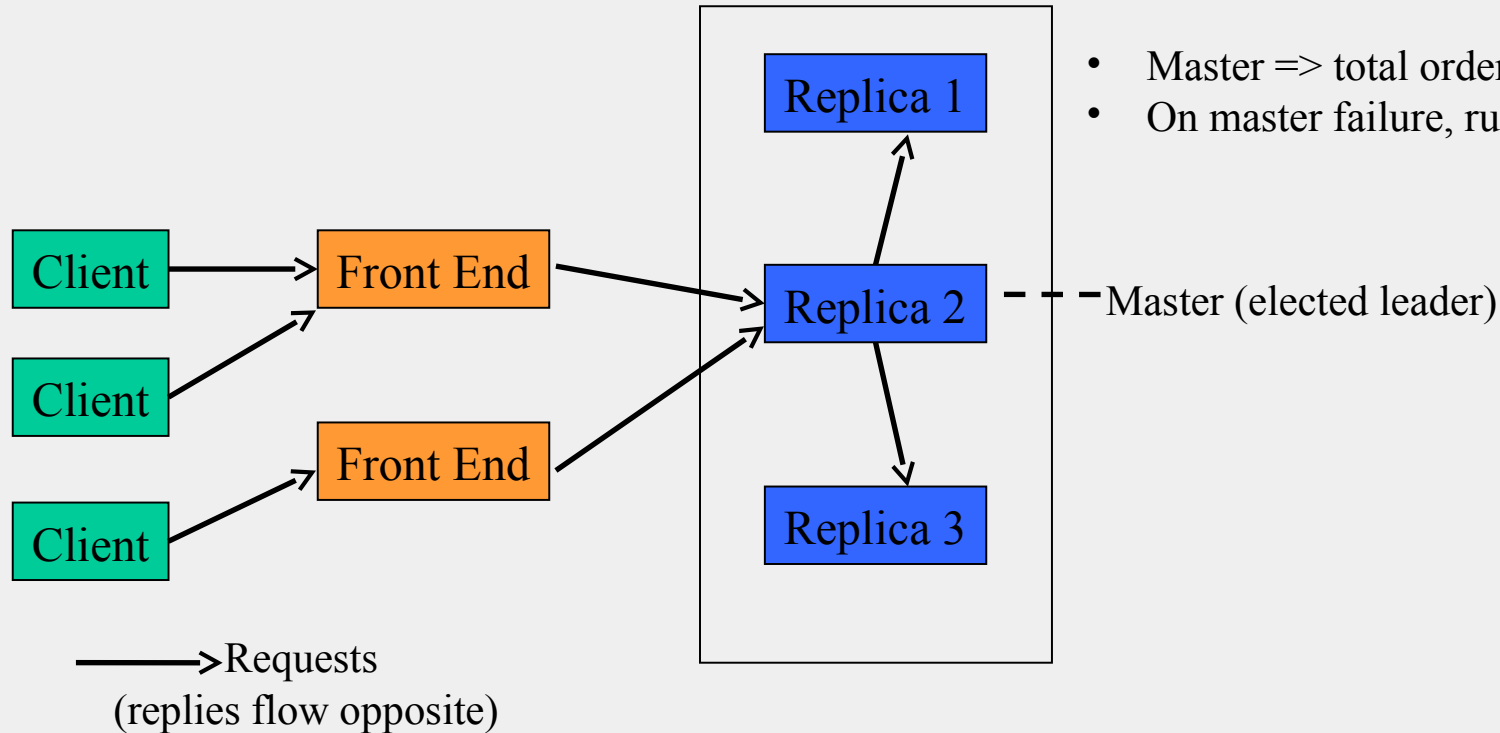 Replica 1
• Master => total order
• On master failure, ru
Client
Front End
Replica 2
Master (elected leader)
Client
Front End
Client
Replica 3
Requests
(replies flow opposite)